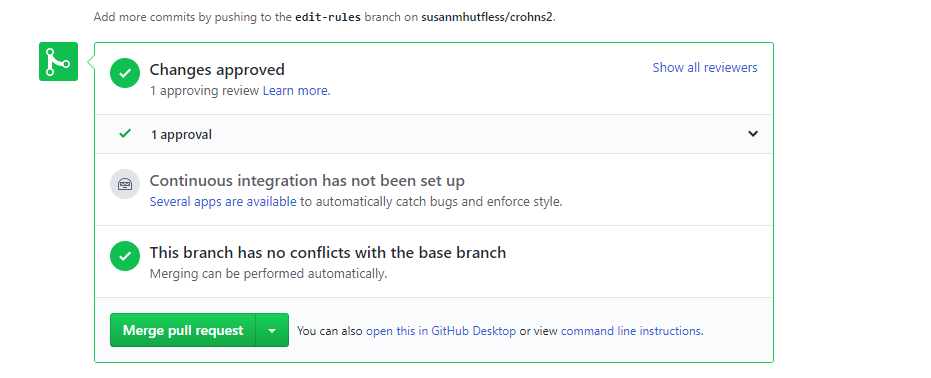 Add more commits by pushing to the edit-rules branch on susanmhutfless/crohns2.
Changes approved
Show all reviewers
1 approving review Learn more.
1 approval
Continuous integration has not been set up
Several apps are available to automatically catch bugs and enforce style.
This branch has no conflicts with the base branch
Merging can be performed automatically.
Merge pull request
You can also open this in GitHub Desktop or view command line instructions.